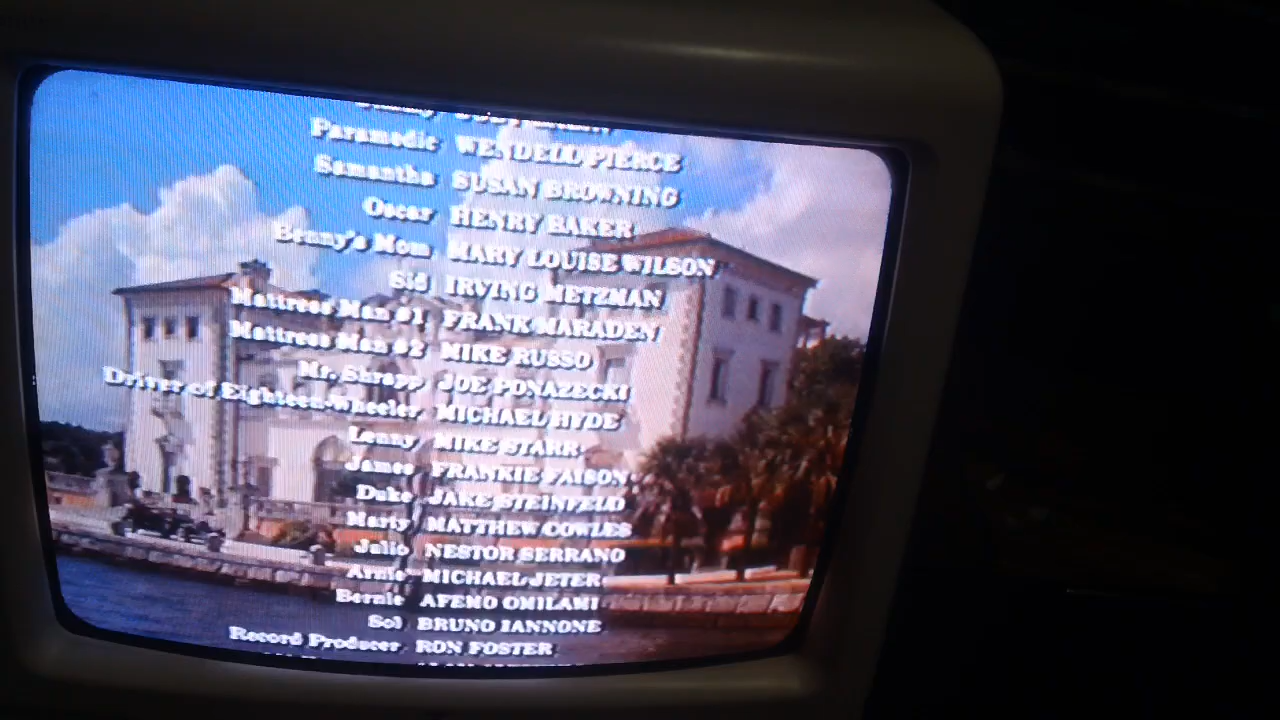 Paramedic WENDELL PIERCE
Samantha SUSAN BROWNING
Oscar HENRY BAKER
Benny's Mom MARY LOUISE WILSON
Sid IRVING METZMAN
Mattress Man #1 FRANK MARADEN
Mattress Man #2 MIKE RUSSO
Mr. Shrapp JOE PONAZECKI
Driver of Eighteen-Wheeler MICHAEL HYDE
Lenny MIKE STARR
James FRANKIE FAISON
Duke JAKE STEINFELD
Marty MATTHEW COWLES
Julio NESTOR SERRANO
Arnie MICHAEL JETER
Bernie AFEMO OMILAMI
Sol BRUNO IANNONE
Record Producer RON FOSTER